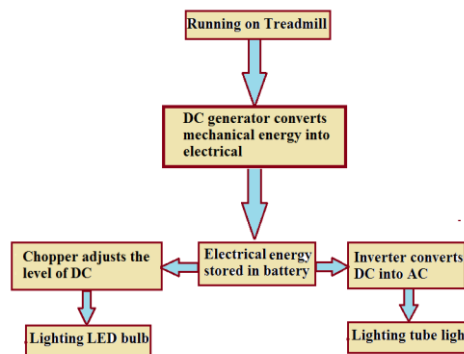 Running on Treadmill
DC generator converts
mechanical energy into
electrical
Chopper adjusts the
level of DC
Electrical energy
stored in battery
Inverter converts
DC into AC
Lighting LED bulb
Lighting tube light